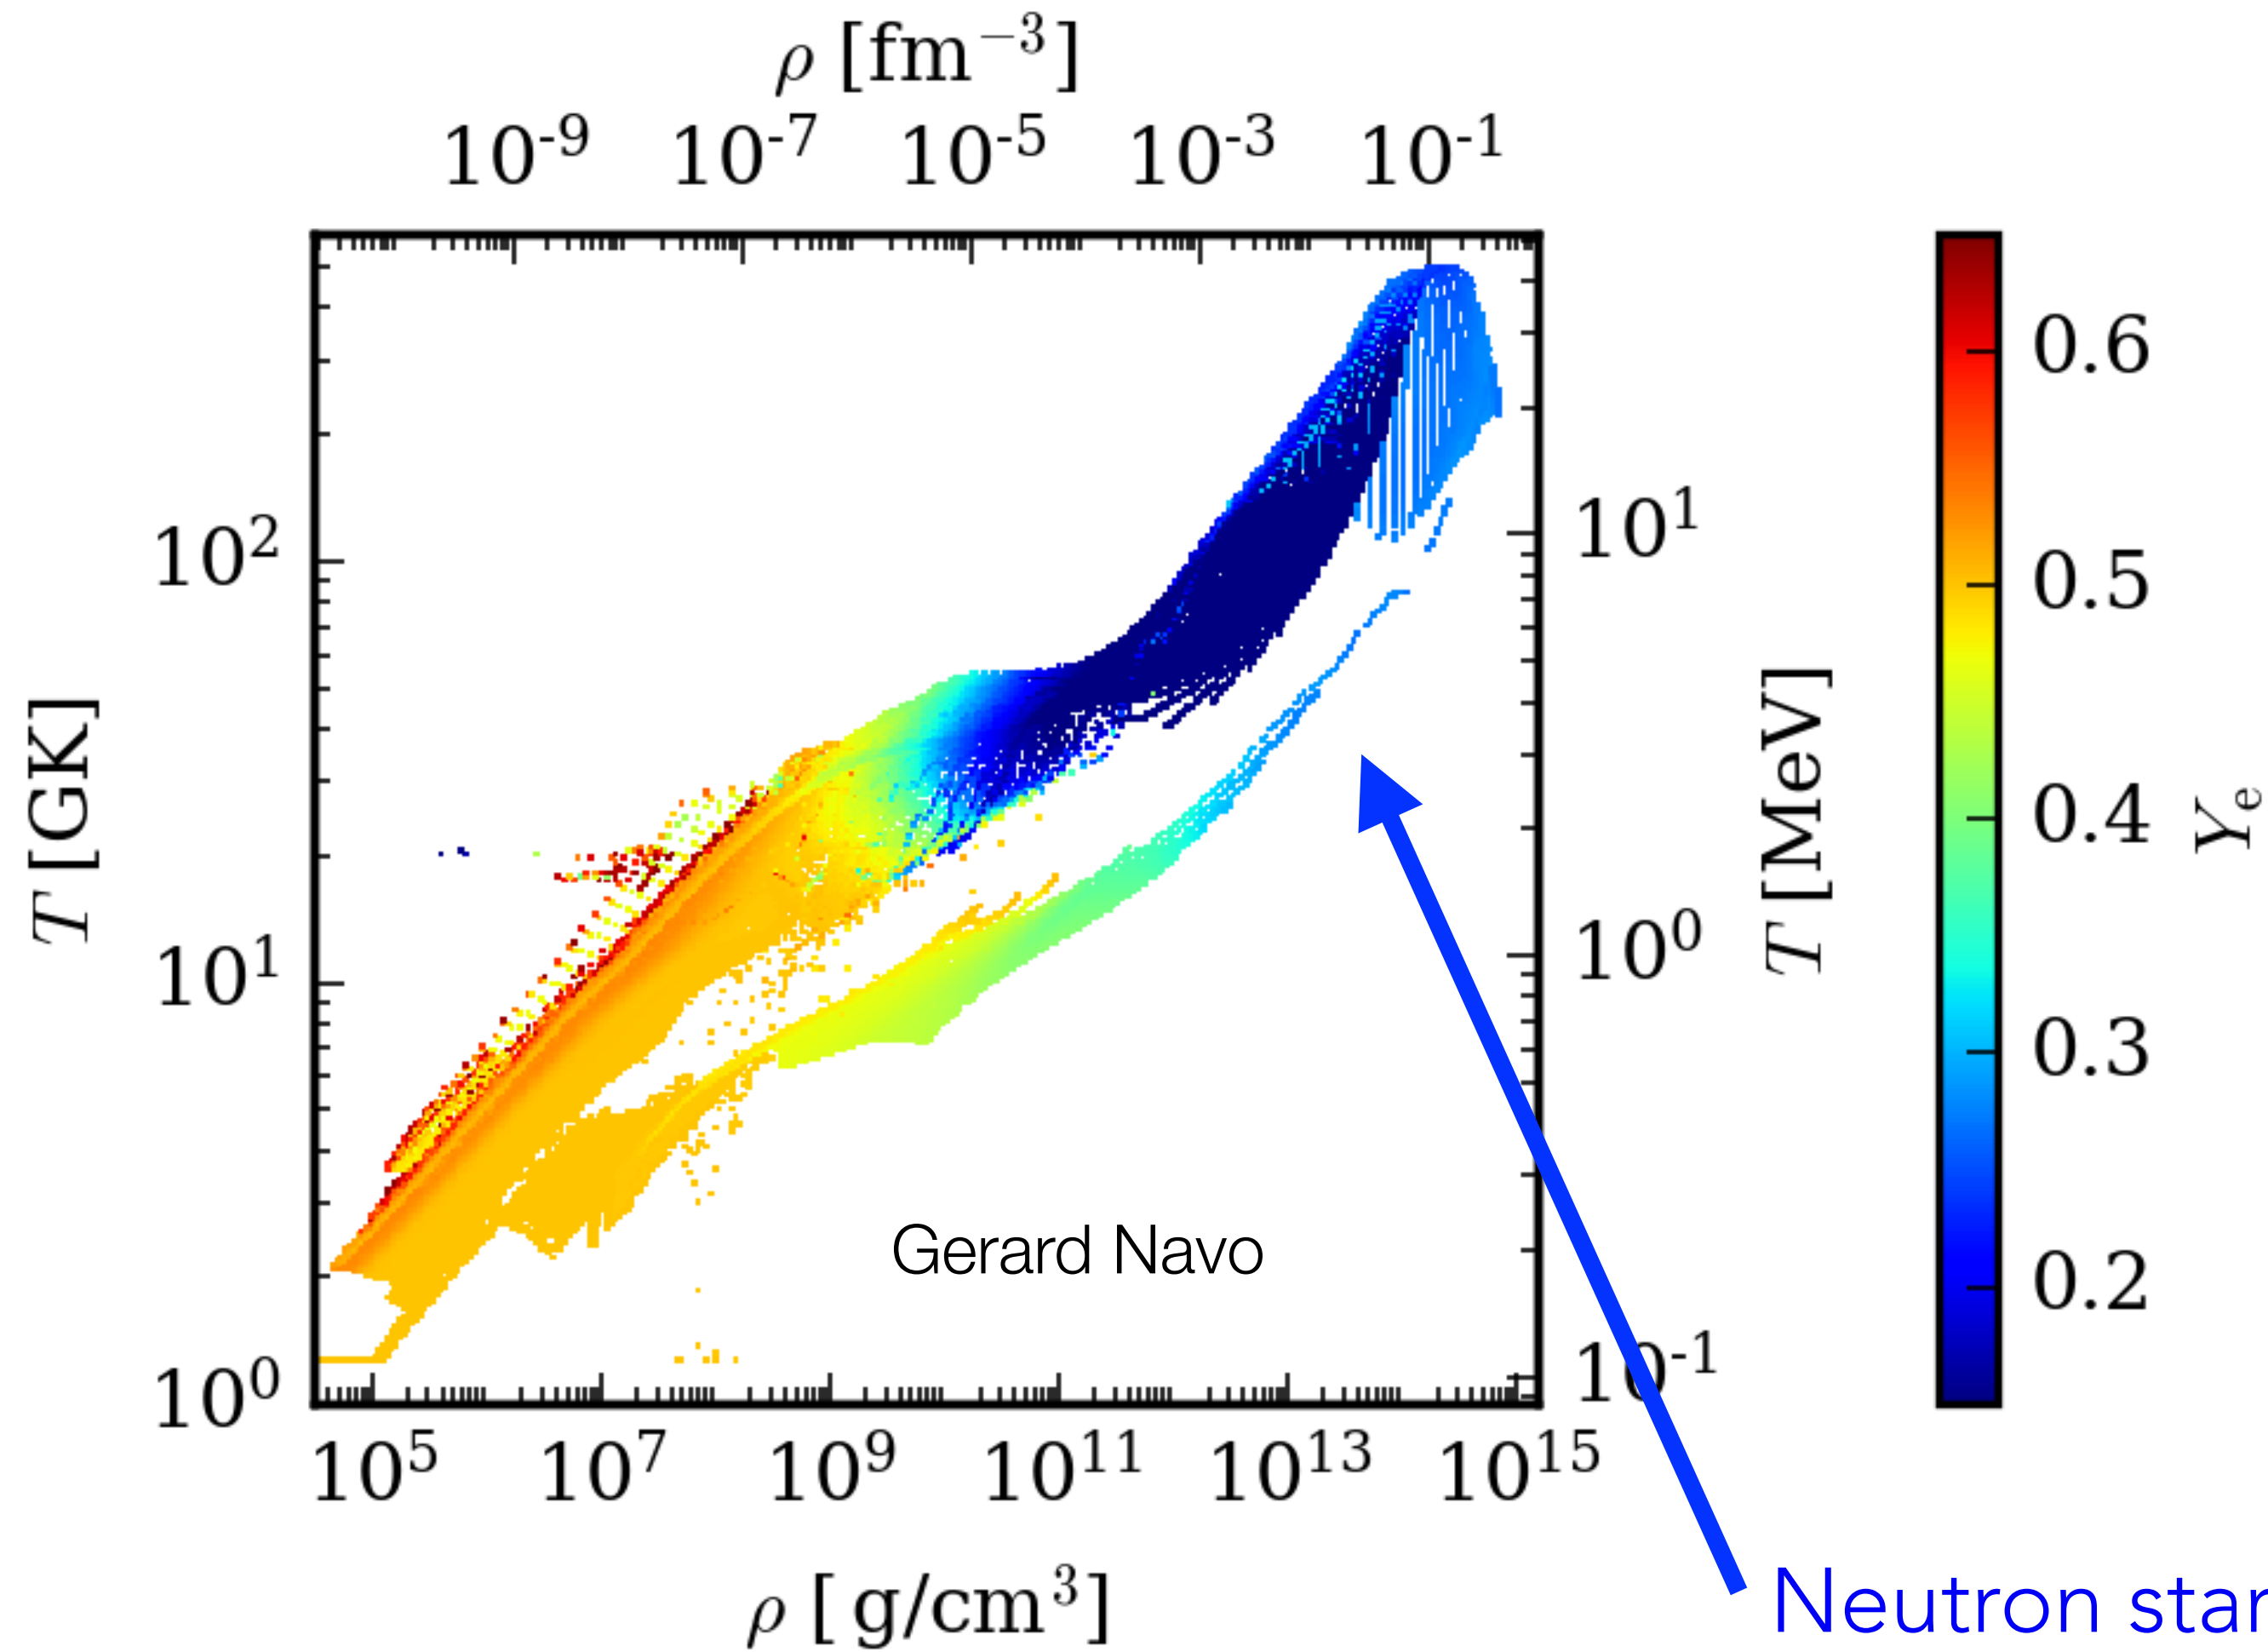 ρ [fm⁻³]
10⁻⁹ 10⁻⁷ 10⁻⁵ 10⁻³ 10⁻¹
T [GK]
10²
10¹
10⁰
10¹
10⁰
10⁻¹
T [MeV]
0.6
0.5
0.4
0.3
0.2
Yₑ
Gerard Navo
10⁵ 10⁷ 10⁹ 10¹¹ 10¹³ 10¹⁵
ρ [ g/cm³]
Neutron star